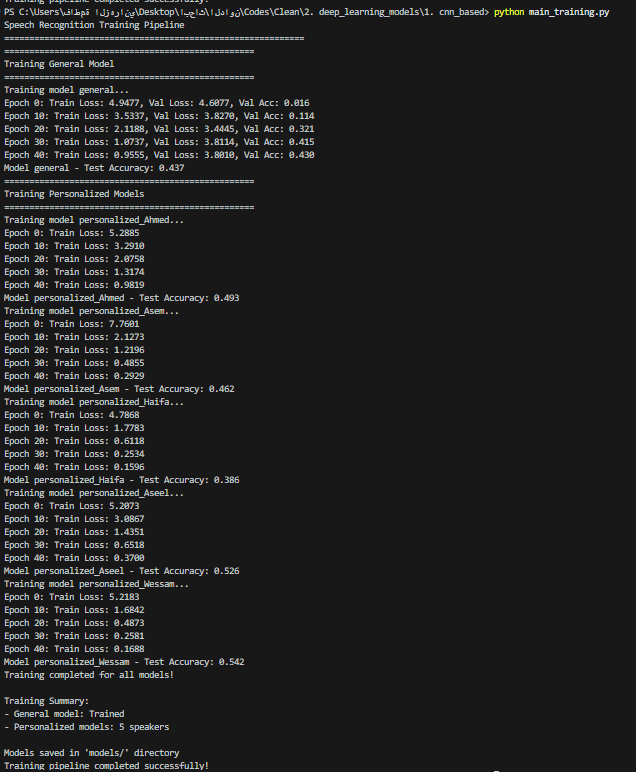 Training pipeline completed successfully!
PS C:\Users\فاطمة الزهراني\Desktop\ابحاث\الداون\Codes\Clean\2. deep_learning_models\1. cnn_based> python main_training.py
Speech Recognition Training Pipeline
============================================================
==================================================
Training General Model
==================================================
Training model general...
Epoch 0: Train Loss: 4.9477, Val Loss: 4.6077, Val Acc: 0.016
Epoch 10: Train Loss: 3.5337, Val Loss: 3.8270, Val Acc: 0.114
Epoch 20: Train Loss: 2.1188, Val Loss: 3.4445, Val Acc: 0.321
Epoch 30: Train Loss: 1.0737, Val Loss: 3.8114, Val Acc: 0.415
Epoch 40: Train Loss: 0.9555, Val Loss: 3.8010, Val Acc: 0.430
Model general - Test Accuracy: 0.437
==================================================
Training Personalized Models
==================================================
Training model personalized_Ahmed...
Epoch 0: Train Loss: 5.2885
Epoch 10: Train Loss: 3.2910
Epoch 20: Train Loss: 2.0758
Epoch 30: Train Loss: 1.3174
Epoch 40: Train Loss: 0.9819
Model personalized_Ahmed - Test Accuracy: 0.493
Training model personalized_Asem...
Epoch 0: Train Loss: 7.7601
Epoch 10: Train Loss: 2.1273
Epoch 20: Train Loss: 1.2196
Epoch 30: Train Loss: 0.4855
Epoch 40: Train Loss: 0.2929
Model personalized_Asem - Test Accuracy: 0.462
Training model personalized_Haifa...
Epoch 0: Train Loss: 4.7868
Epoch 10: Train Loss: 1.7783
Epoch 20: Train Loss: 0.6118
Epoch 30: Train Loss: 0.2534
Epoch 40: Train Loss: 0.1596
Model personalized_Haifa - Test Accuracy: 0.386
Training model personalized_Aseel...
Epoch 0: Train Loss: 5.2073
Epoch 10: Train Loss: 3.0867
Epoch 20: Train Loss: 1.4351
Epoch 30: Train Loss: 0.6518
Epoch 40: Train Loss: 0.3700
Model personalized_Aseel - Test Accuracy: 0.526
Training model personalized_Wessam...
Epoch 0: Train Loss: 5.2183
Epoch 10: Train Loss: 1.6842
Epoch 20: Train Loss: 0.4873
Epoch 30: Train Loss: 0.2581
Epoch 40: Train Loss: 0.1688
Model personalized_Wessam - Test Accuracy: 0.542
Training completed for all models!
Training Summary:
- General model: Trained
- Personalized models: 5 speakers
Models saved in 'models/' directory
Training pipeline completed successfully!